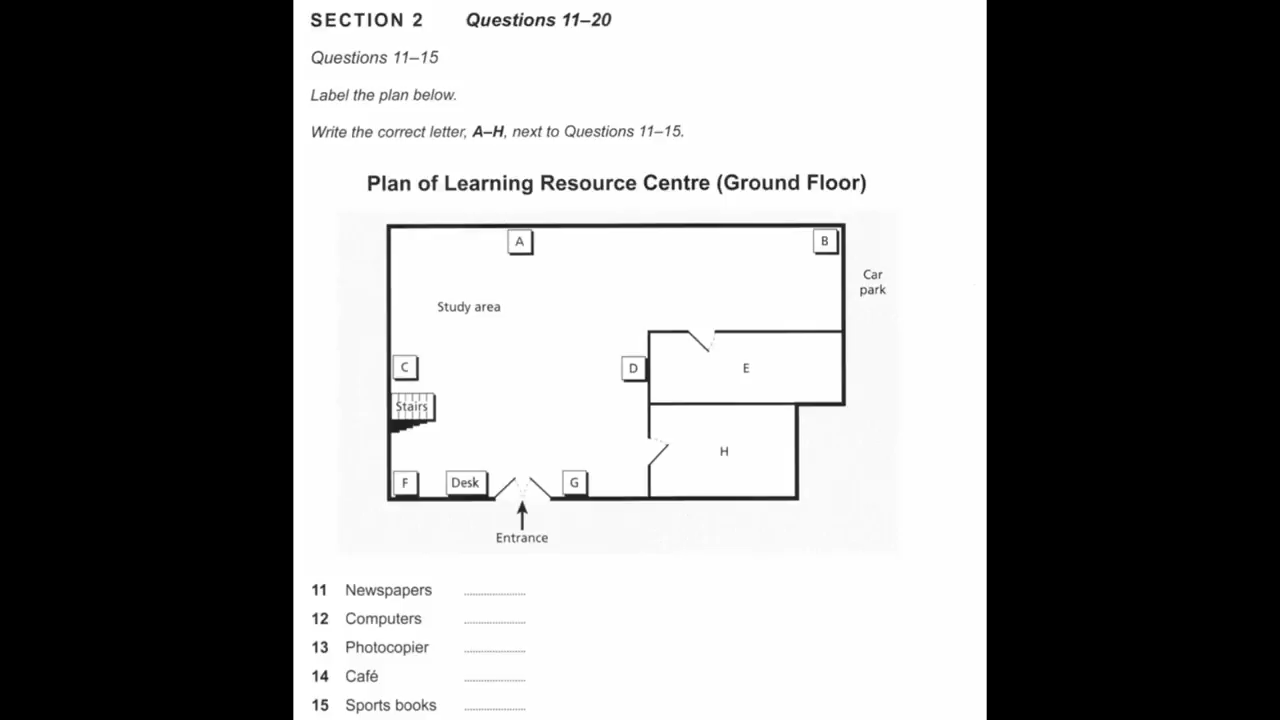 SECTION 2 Questions 11–20
Questions 11–15
Label the plan below.
Write the correct letter, A–H, next to Questions 11–15.
Plan of Learning Resource Centre (Ground Floor)
A
B
Car
park
Study area
C
D
E
Stairs
H
F
Desk
G
Entrance
11 Newspapers ....................
12 Computers ....................
13 Photocopier ....................
14 Café ....................
15 Sports books ....................